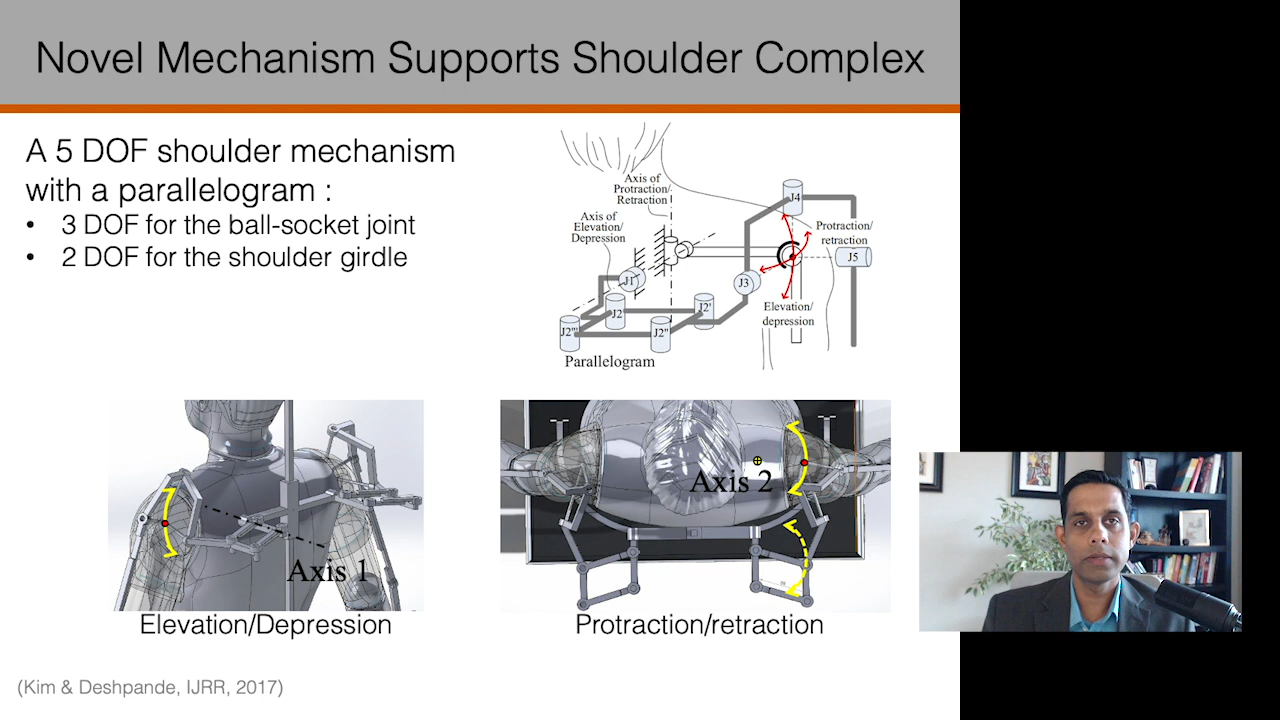 Novel Mechanism Supports Shoulder Complex
A 5 DOF shoulder mechanism
with a parallelogram :
• 3 DOF for the ball-socket joint
• 2 DOF for the shoulder girdle
Axis of
Protraction/
Retraction
Axis of
Elevation/
Depression
J4
Protraction/
retraction
J5
J1
J3
J2
J2'
Elevation/
depression
J2'''
J2''
Parallelogram
Axis 1
Axis 2
Elevation/Depression
Protraction/retraction
(Kim & Deshpande, IJRR, 2017)